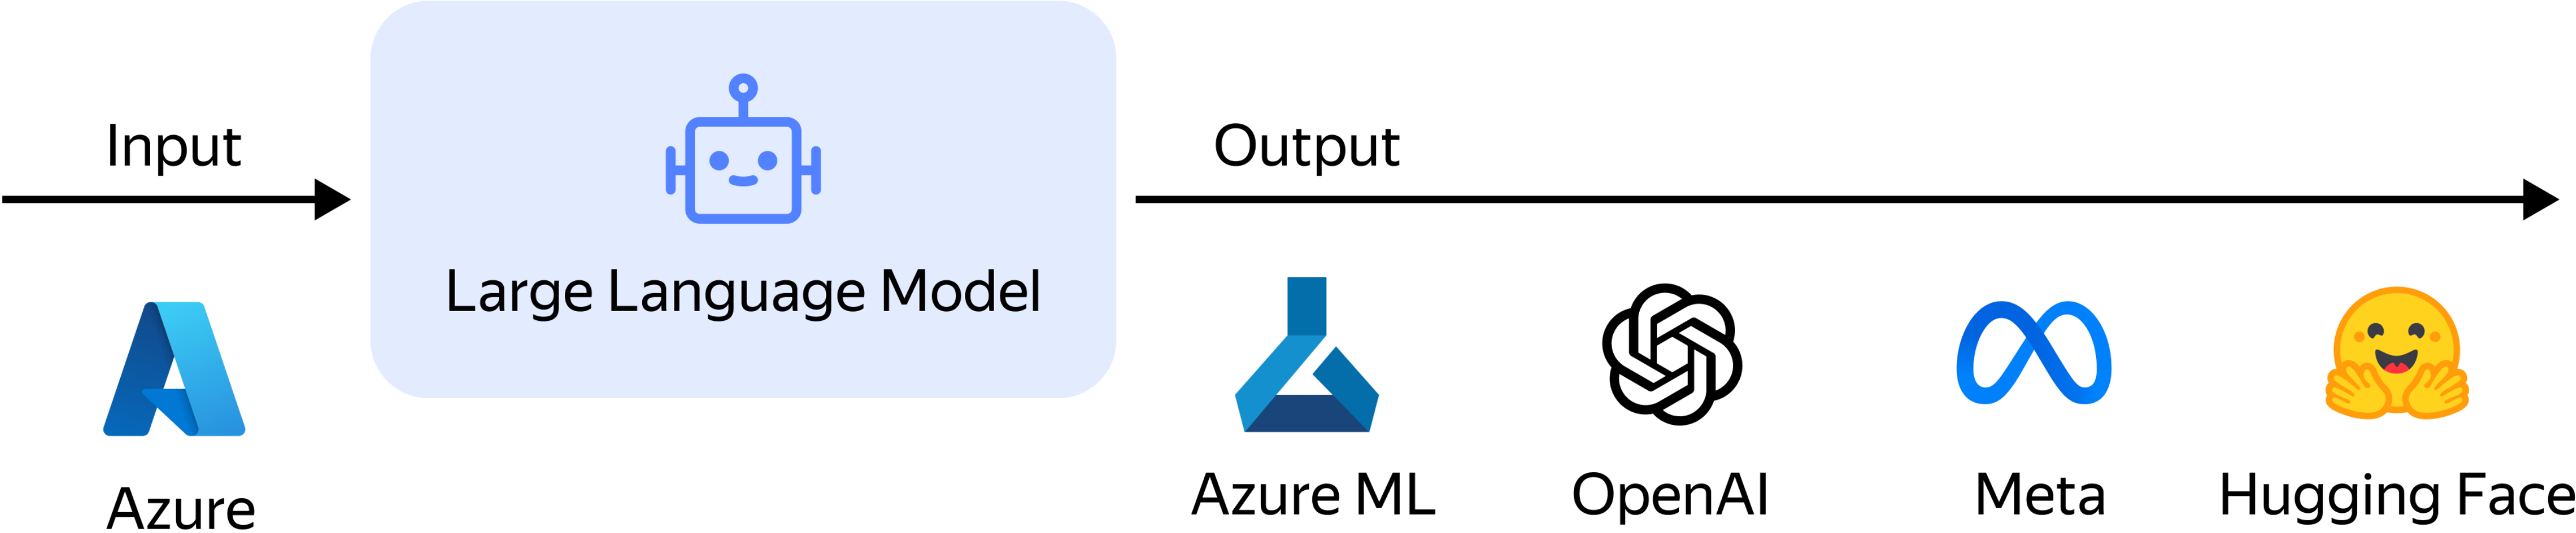 Input
Output
Large Language Model
Azure
Azure ML
OpenAI
Meta
Hugging Face